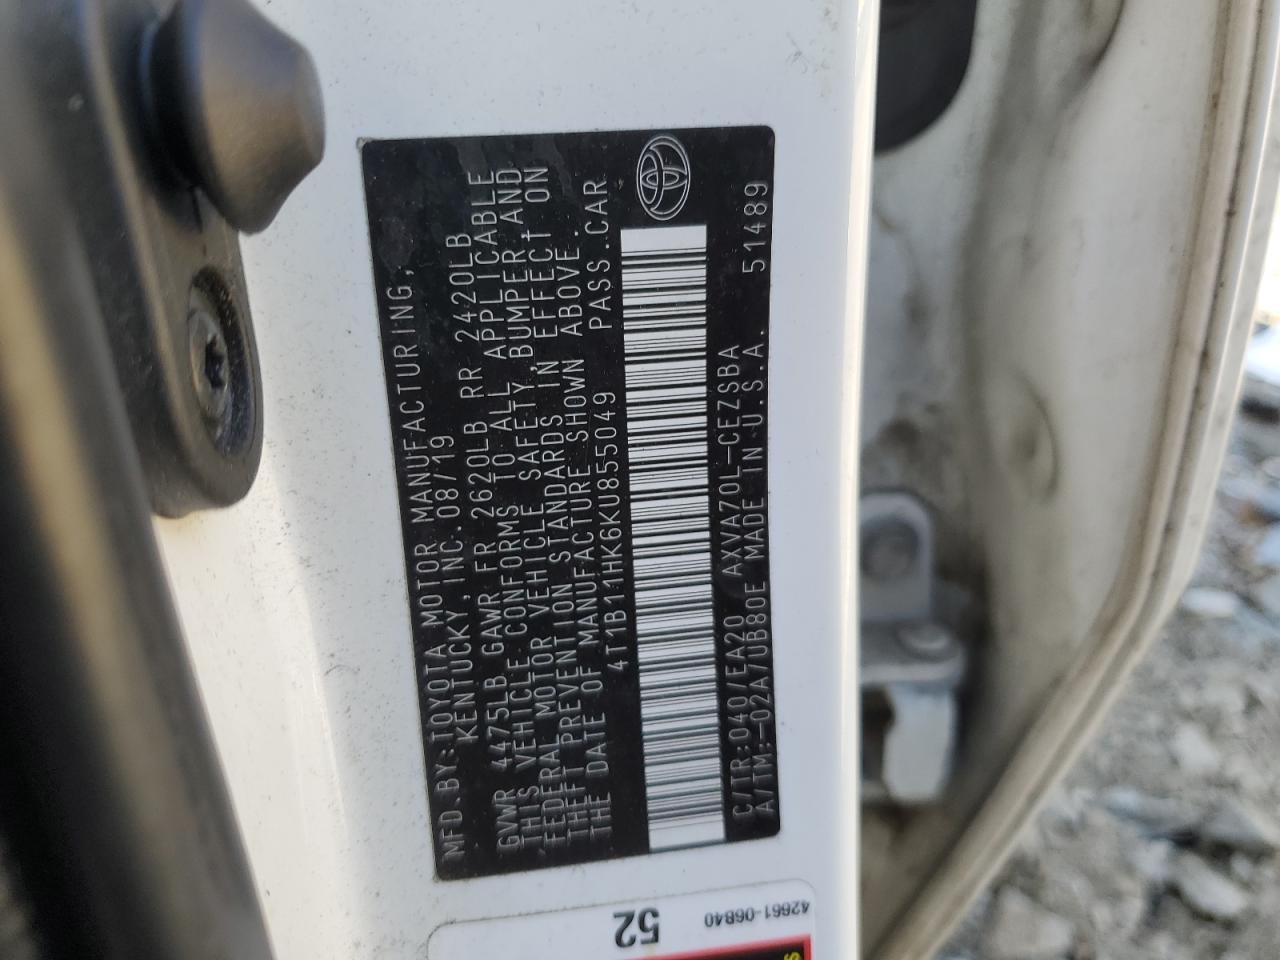 MFD.BY:TOYOTA MOTOR MANUFACTURING,
KENTUCKY,INC.08/19
GVWR 4475LB GAWR FR 2620LB RR 2420LB
THIS VEHICLE CONFORMS TO ALL APPLICABLE
FEDERAL MOTOR VEHICLE SAFETY,BUMPER,AND
THEFT PREVENTION STANDARDS IN EFFECT ON
THE DATE OF MANUFACTURE SHOWN ABOVE.
4T1B11HK6KU855049 PASS.CAR
C/TR:040/EA20 AXVA70L-CEZSBA
A/TM:-02A/UB80E MADE IN U.S.A. 51489
52
42661-06B40